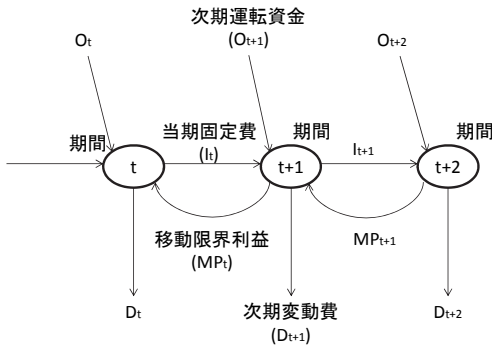 次期運転資金
Ot
(Ot+1)
Ot+2
当期固定費
期間
期間
期間
(It)
It+1
t
t+1
t+2
移動限界利益
(MPt)
MPt+1
Dt
次期変動費
(Dt+1)
Dt+2